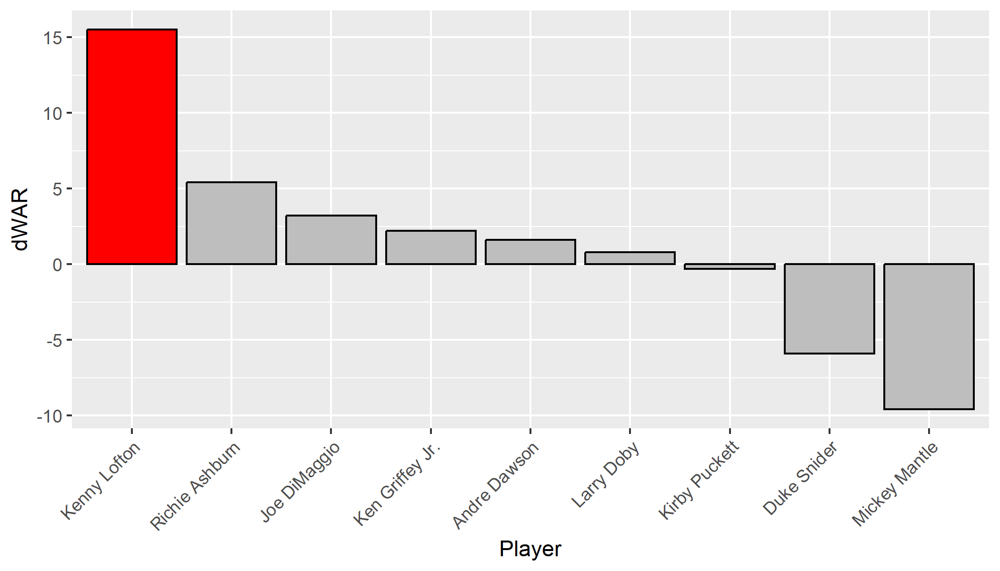 dWAR
15
10
5
0
-5
-10
Kenny Lofton
Richie Ashburn
Joe DiMaggio
Ken Griffey Jr.
Andre Dawson
Larry Doby
Kirby Puckett
Duke Snider
Mickey Mantle
Player